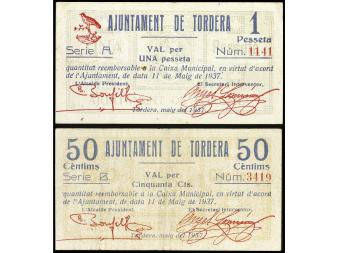 AJUNTAMENT DE TORDERA 1
Pesseta
Serie A VAL per Núm. 1441
UNA pesseta
quantitat reemborsable a la Caixa Municipal, en virtut d'acord
de l'Ajuntament, de data 11 de Maig de 1937.
L'Alcalde President, El Secretari Interventor,
Tordera, maig del 1937.
50 AJUNTAMENT DE TORDERA 50
Cèntims Cèntims
Serie B VAL per Núm. 3419
Cinquanta Cts.
quantitat reemborsable a la Caixa Municipal, en virtut d'acord
de l'Ajuntament, de data 11 de Maig de 1937.
L'Alcalde President, El Secretari Interventor,
Tordera, maig del 1937.